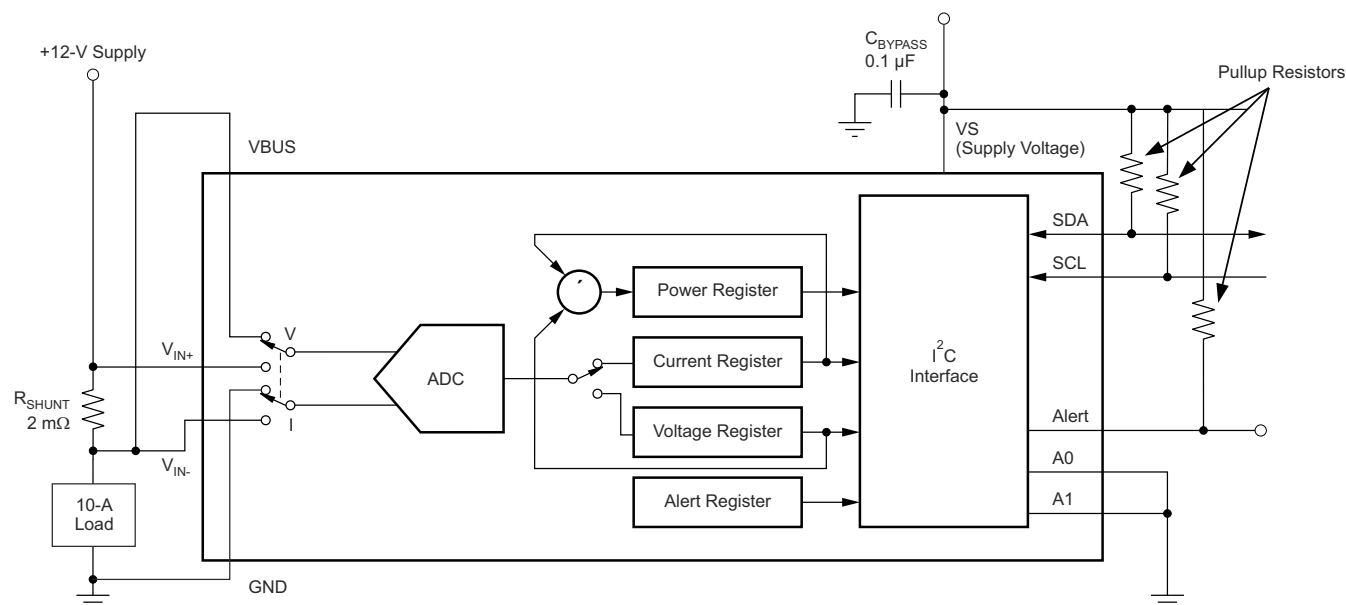 +12-V Supply
C_BYPASS
0.1 µF
Pullup Resistors
VS
(Supply Voltage)
VBUS
SDA
SCL
´
Power Register
V
V_IN+
ADC
Current Register
I²C
Interface
R_SHUNT
2 mΩ
I
Voltage Register
Alert
V_IN-
A0
10-A
Load
Alert Register
A1
GND